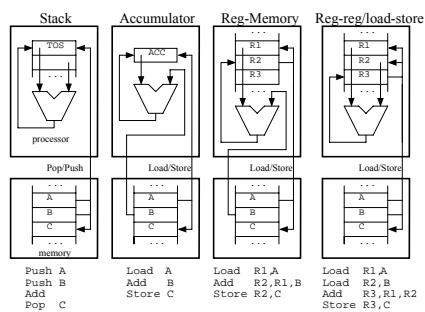 Stack
Accumulator
Reg-Memory
Reg-reg/load-store
TOS
...
processor
Pop/Push
...
A
B
C
...
memory
Push A
Push B
Add
Pop C
ACC
Load/Store
...
A
B
C
...
Load A
Add B
Store C
...
R1
R2
R3
...
Load/Store
...
A
B
C
...
Load R1,A
Add R2,R1,B
Store R2,C
...
R1
R2
R3
...
Load/Store
...
A
B
C
...
Load R1,A
Load R2,B
Add R3,R1,R2
Store R3,C